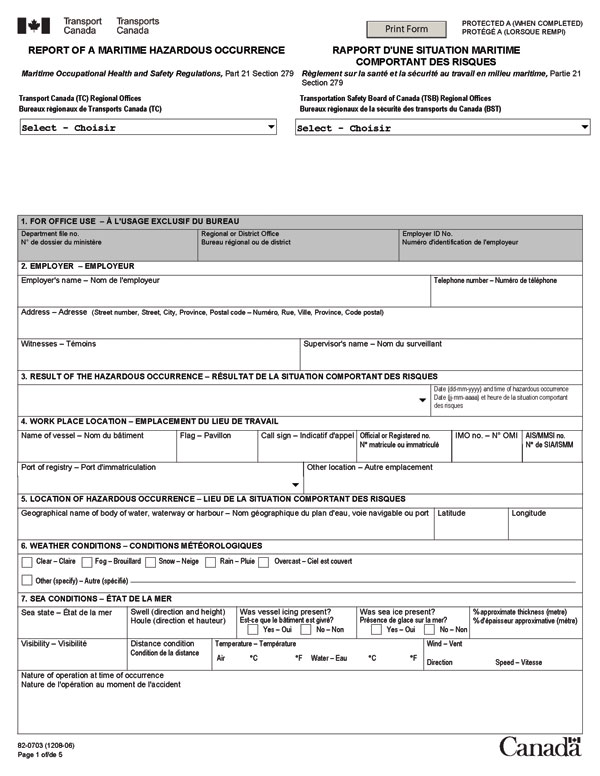 Transport Canada
Transports Canada
Print Form
PROTECTED A (WHEN COMPLETED)
PROTÉGÉ A (LORSQUE REMPI)
REPORT OF A MARITIME HAZARDOUS OCCURRENCE
RAPPORT D'UNE SITUATION MARITIME
COMPORTANT DES RISQUES
Maritime Occupational Health and Safety Regulations, Part 21 Section 279
Règlement sur la santé et la sécurité au travail en milieu maritime, Partie 21
Section 279
Transport Canada (TC) Regional Offices
Bureaux régionaux de Transports Canada (TC)
Transportation Safety Board of Canada (TSB) Regional Offices
Bureaux régionaux de la sécurité des transports du Canada (BST)
Select - Choisir
Select - Choisir
1. FOR OFFICE USE – À L'USAGE EXCLUSIF DU BUREAU
Department file no.
N° de dossier du ministère
Regional or District Office
Bureau régional ou de district
Employer ID No.
Numéro d'identification de l'employeur
2. EMPLOYER – EMPLOYEUR
Employer's name – Nom de l'employeur
Telephone number – Numéro de téléphone
Address – Adresse (Street number, Street, City, Province, Postal code – Numéro, Rue, Ville, Province, Code postal)
Witnesses – Témoins
Supervisor's name – Nom du surveillant
3. RESULT OF THE HAZARDOUS OCCURRENCE – RÉSULTAT DE LA SITUATION COMPORTANT DES RISQUES
Date (dd-mm-yyyy) and time of hazardous occurrence
Date (jj-mm-aaaa) et heure de la situation comportant
des risques
4. WORK PLACE LOCATION – EMPLACEMENT DU LIEU DE TRAVAIL
Name of vessel – Nom du bâtiment
Flag – Pavillon
Call sign – Indicatif d'appel
Official or Registered no.
N° matricule ou immatriculé
IMO no. – N° OMI
AIS/MMSI no.
N° de SIA/ISMM
Port of registry – Port d'immatriculation
Other location – Autre emplacement
5. LOCATION OF HAZARDOUS OCCURRENCE – LIEU DE LA SITUATION COMPORTANT DES RISQUES
Geographical name of body of water, waterway or harbour – Nom géographique du plan d'eau, voie navigable ou port
Latitude
Longitude
6. WEATHER CONDITIONS – CONDITIONS MÉTÉOROLOGIQUES
Clear – Claire
Fog – Brouillard
Snow – Neige
Rain – Pluie
Overcast – Ciel est couvert
Other (specify) – Autre (spécifié)
7. SEA CONDITIONS – ÉTAT DE LA MER
Sea state – État de la mer
Swell (direction and height)
Houle (direction et hauteur)
Was vessel icing present?
Est-ce que le bâtiment est givré?
Yes – Oui
No – Non
Was sea ice present?
Présence de glace sur la mer?
Yes – Oui
No – Non
%approximate thickness (metre)
%d'épaisseur approximative (mètre)
Visibility – Visibilité
Distance condition
Condition de la distance
Temperature – Température
Air
°C
°F
Water – Eau
°C
°F
Wind – Vent
Direction
Speed – Vitesse
Nature of operation at time of occurrence
Nature de l'opération au moment de l'accident
82-0703 (1208-06)
Page 1 of/de 5
Canada